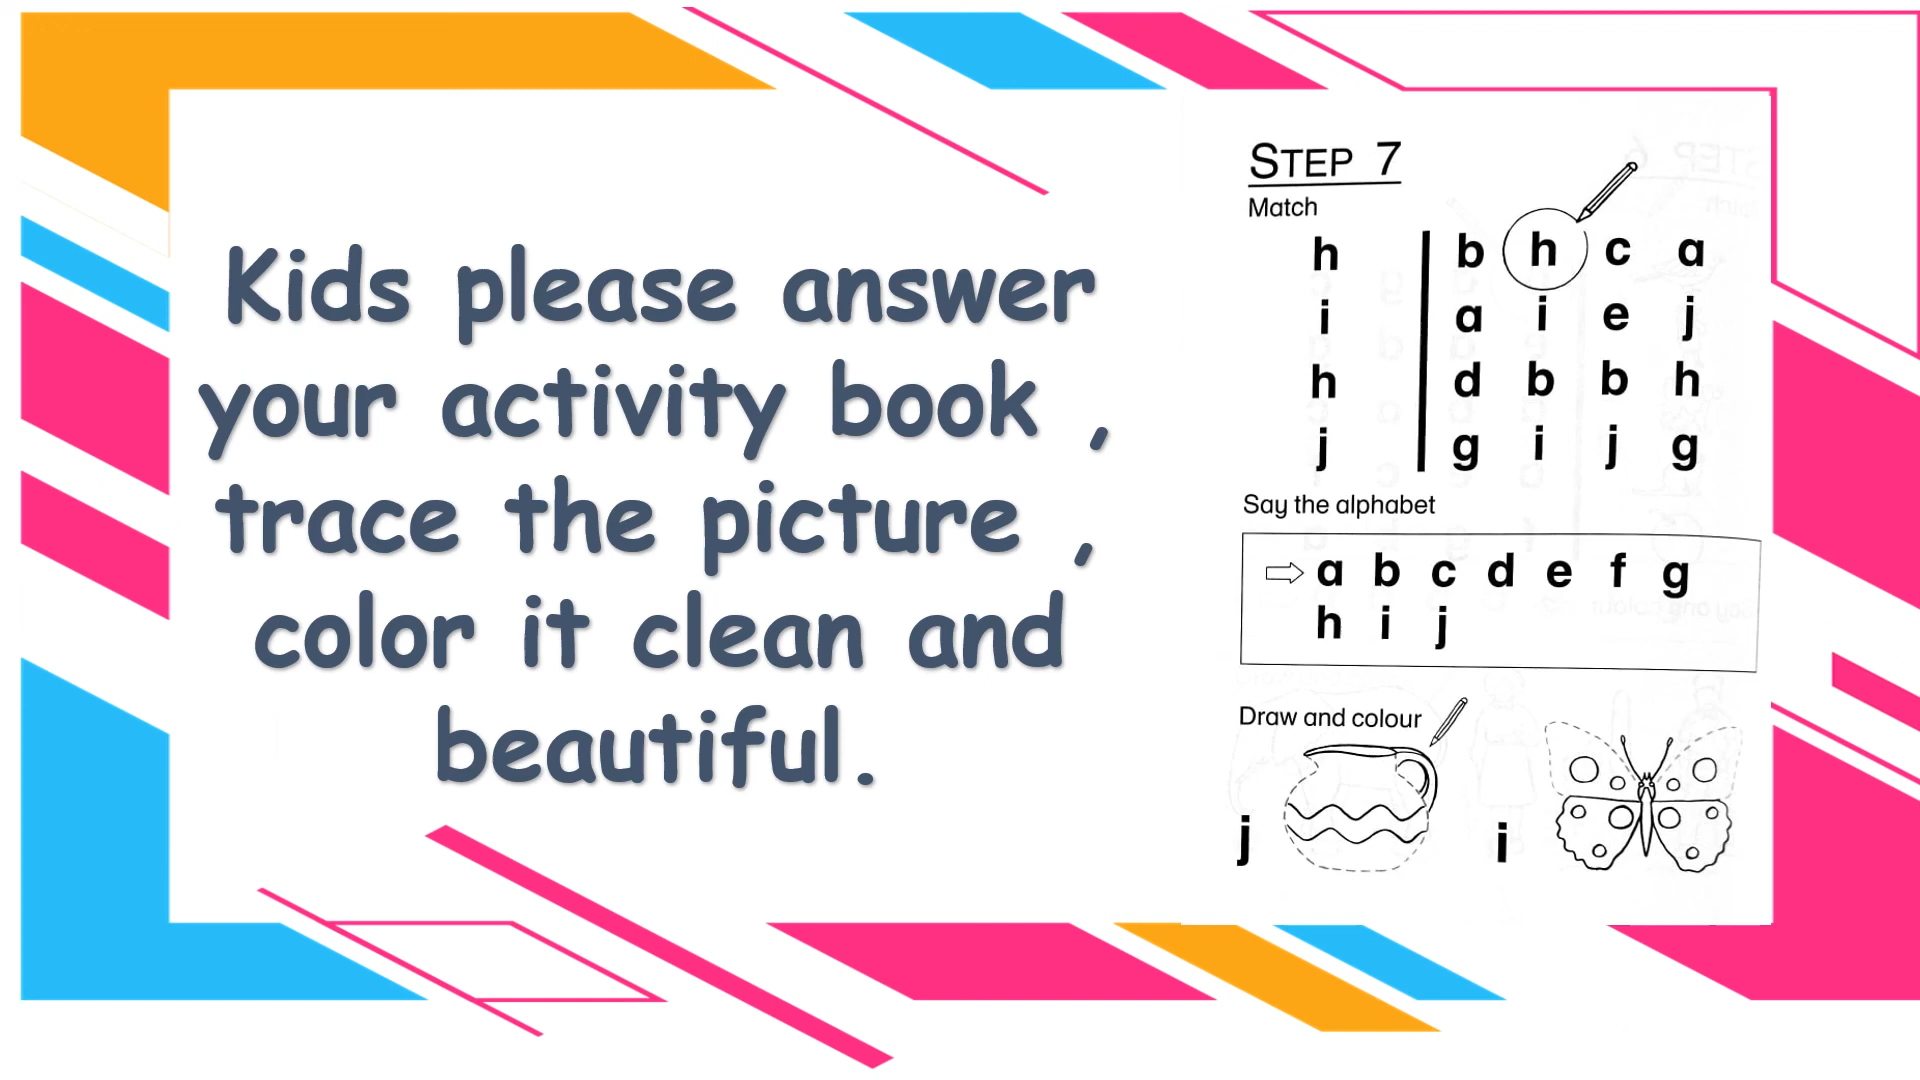 Kids please answer
your activity book ,
trace the picture ,
color it clean and
beautiful.
STEP 7
Match
h b h c a
i a i e j
h d b b h
j g i j g
Say the alphabet
a b c d e f g
h i j
Draw and colour
j i